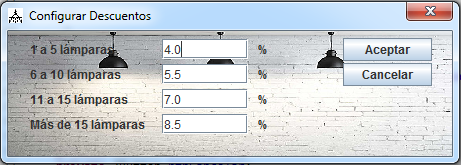 Configurar Descuentos
1 a 5 lámparas 4.0 % Aceptar
6 a 10 lámparas 5.5 % Cancelar
11 a 15 lámparas 7.0 %
Más de 15 lámparas 8.5 %